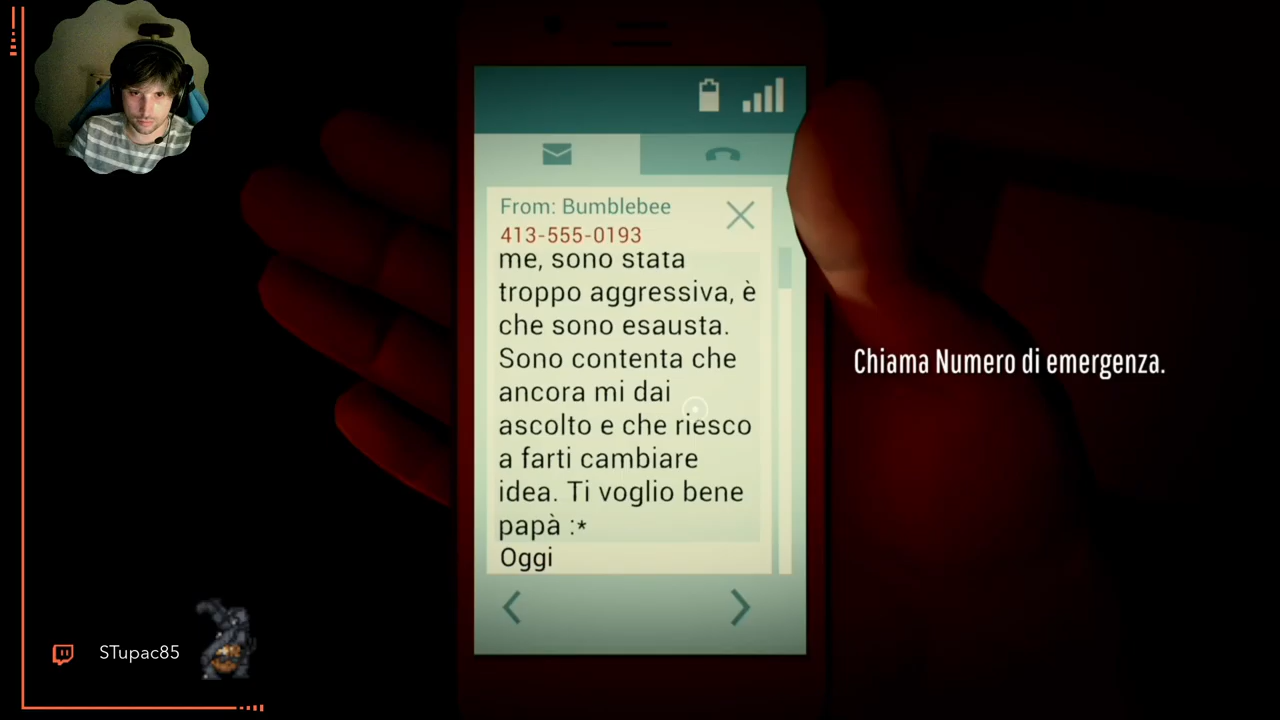 From: Bumblebee
413-555-0193
me, sono stata
troppo aggressiva, è
che sono esausta.
Sono contenta che
ancora mi dai
ascolto e che riesco
a farti cambiare
idea. Ti voglio bene
papà :*
Oggi
Chiama Numero di emergenza.
STupac85